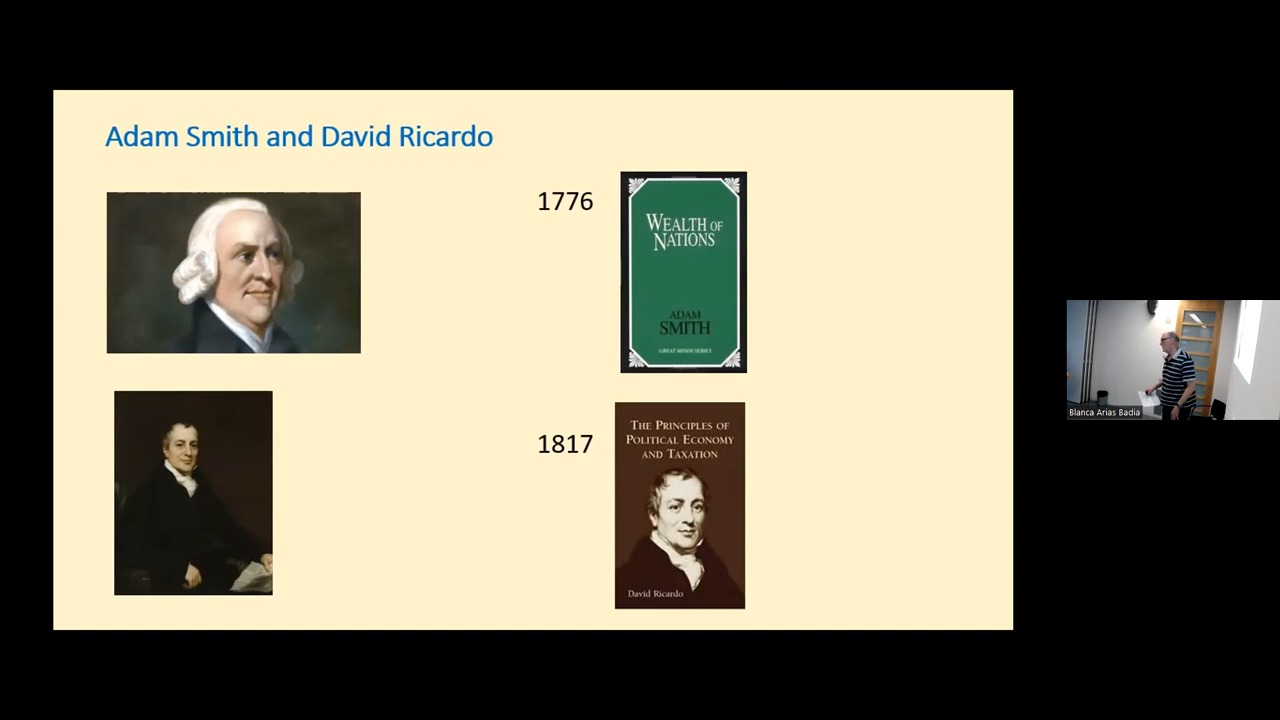 Adam Smith and David Ricardo
1776
WEALTH OF
NATIONS
ADAM
SMITH
GREAT MINDS SERIES
1817
THE PRINCIPLES OF
POLITICAL ECONOMY
AND TAXATION
David Ricardo
Blanca Arias Badia